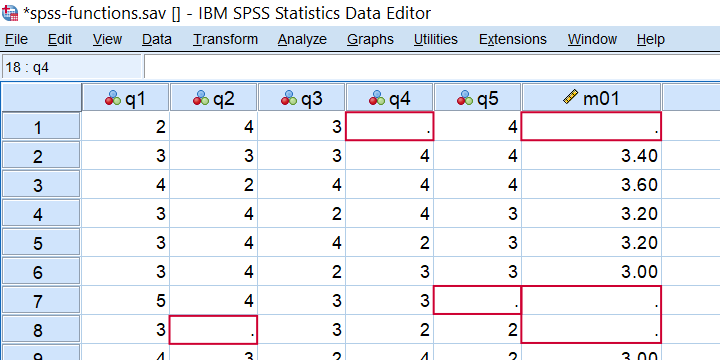 *spss-functions.sav [] - IBM SPSS Statistics Data Editor
File Edit View Data Transform Analyze Graphs Utilities Extensions Window Help
18 : q4
q1 q2 q3 q4 q5 m01
1 2 4 3 . 4 .
2 3 3 3 4 4 3.40
3 4 2 4 4 4 3.60
4 3 4 2 4 3 3.20
5 3 4 4 2 3 3.20
6 3 4 2 3 3 3.00
7 5 4 3 3 . .
8 3 . 3 2 2 .
9 4 3 2 4 2 3.00